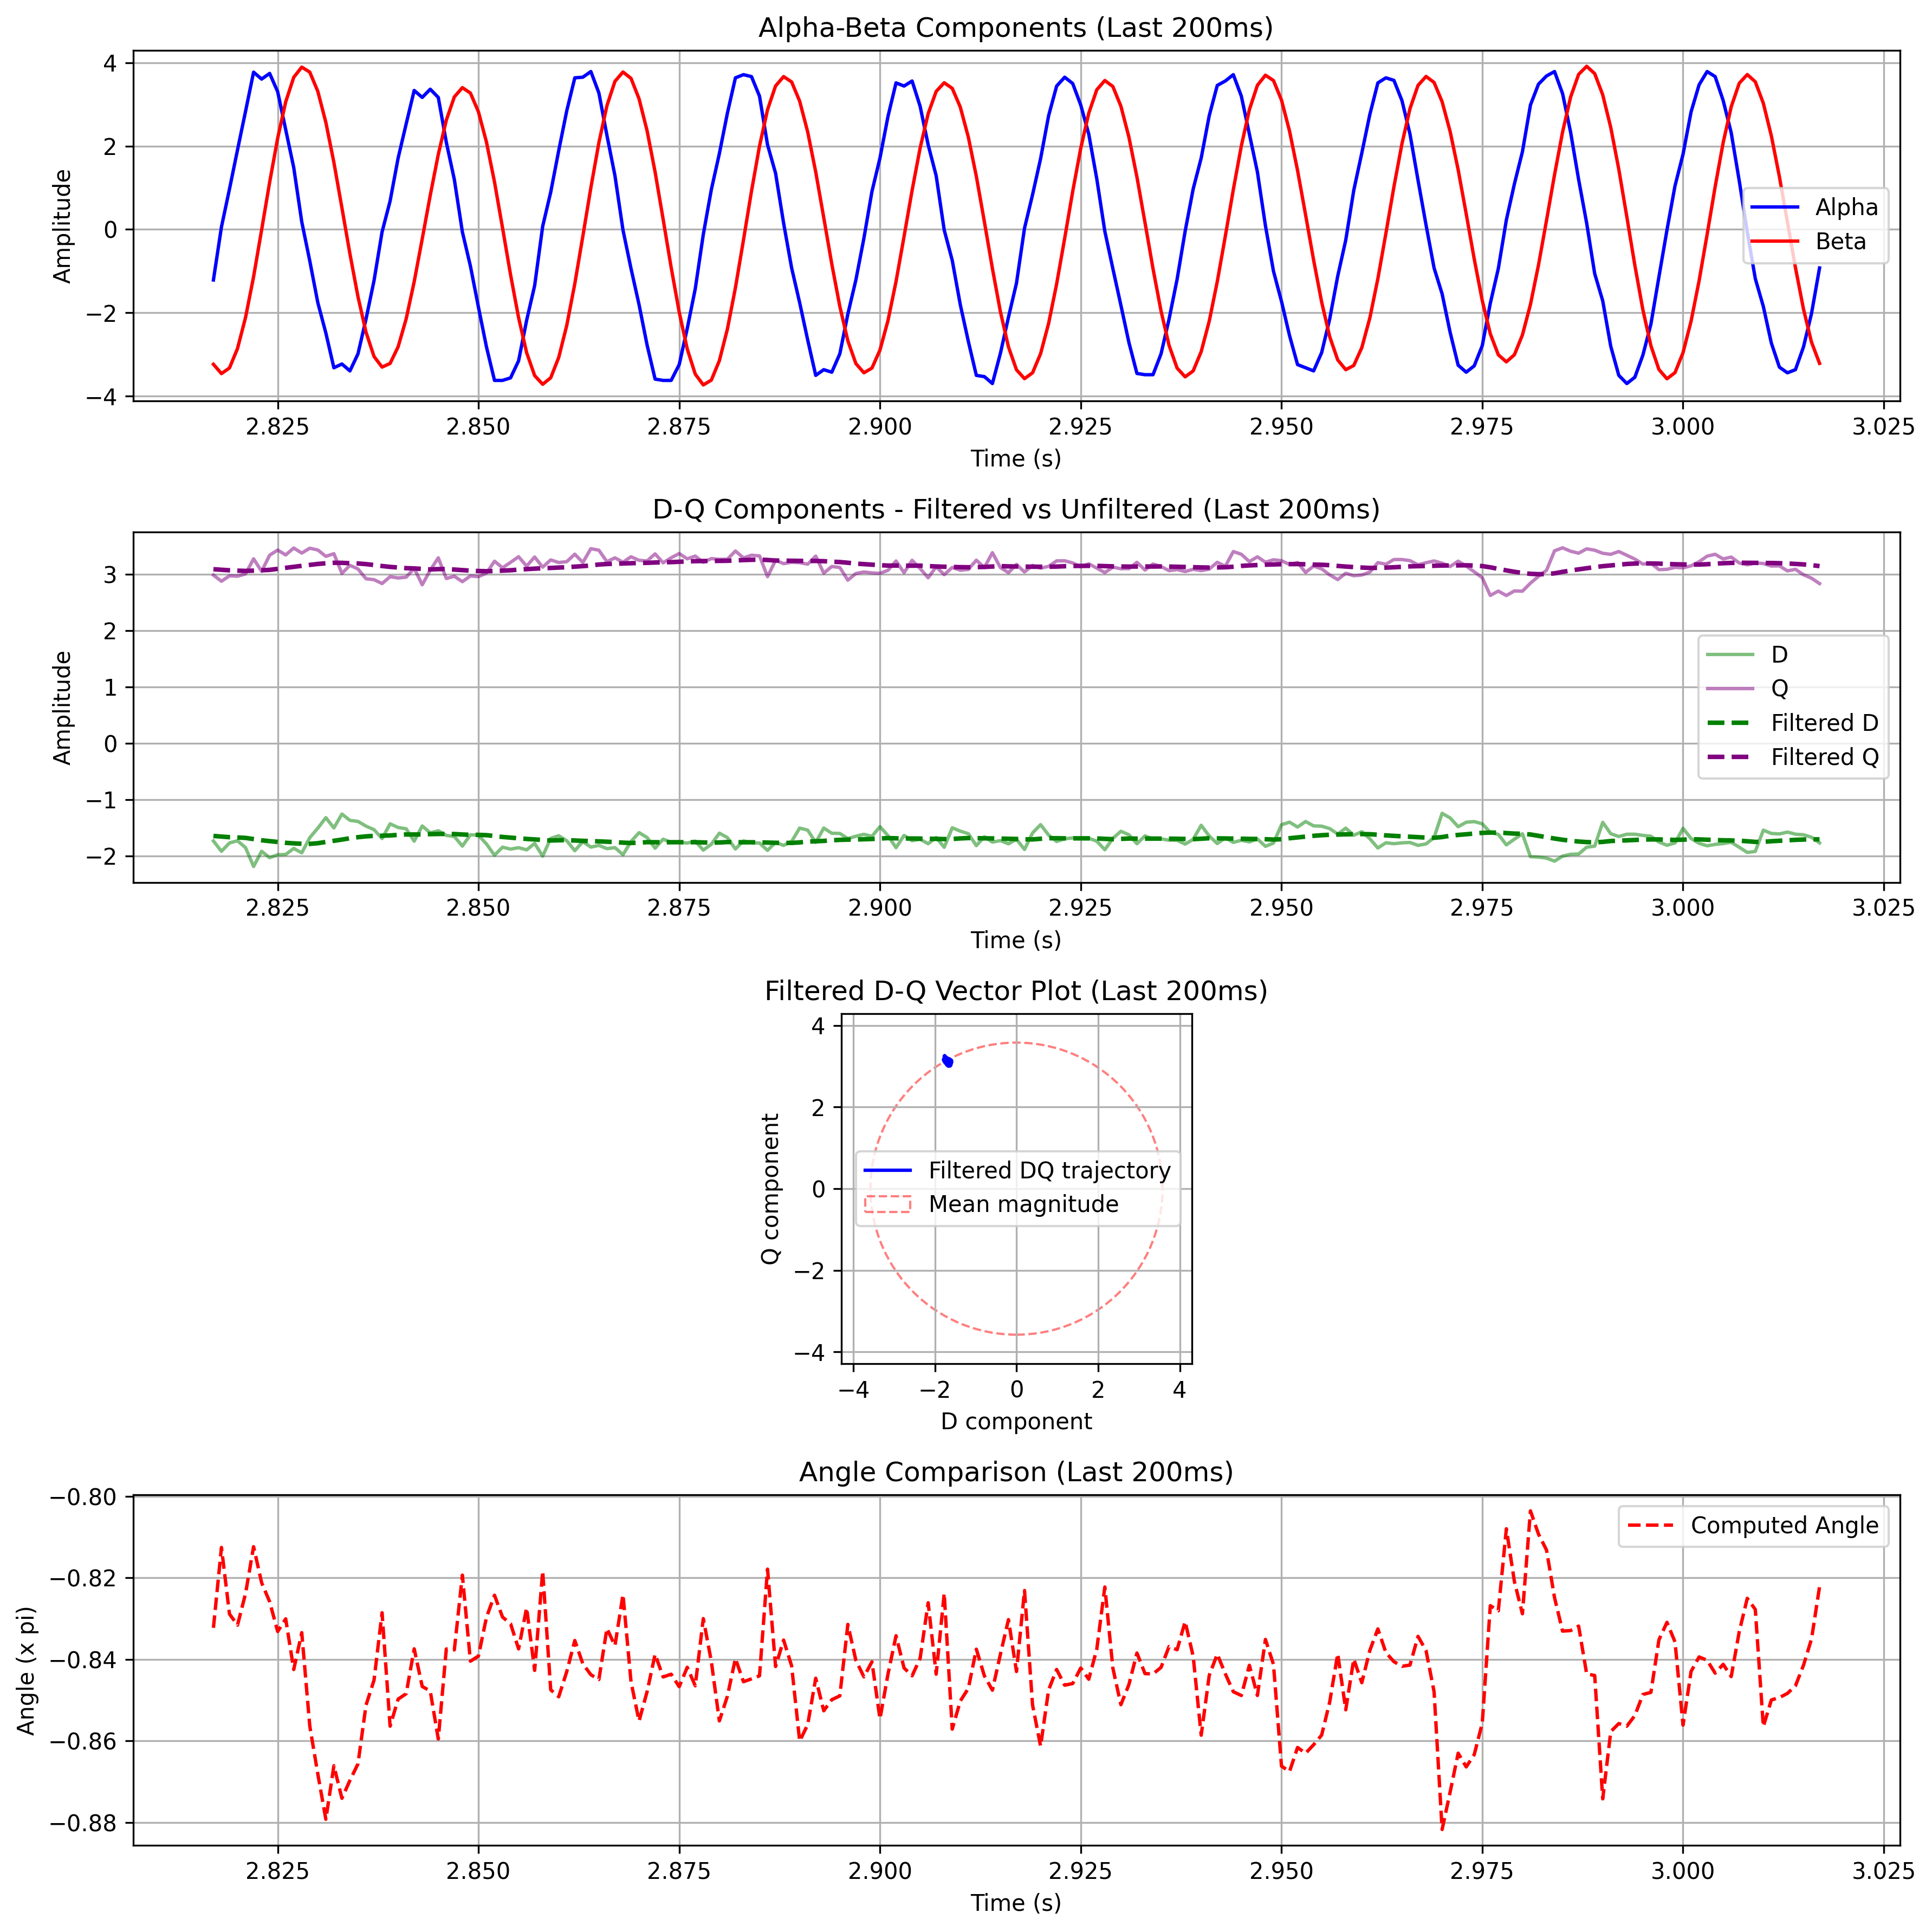 Alpha-Beta Components (Last 200ms)
4
2
0
−2
−4
Amplitude
Alpha
Beta
2.825 2.850 2.875 2.900 2.925 2.950 2.975 3.000 3.025
Time (s)
D-Q Components - Filtered vs Unfiltered (Last 200ms)
3
2
1
0
−1
−2
Amplitude
D
Q
Filtered D
Filtered Q
2.825 2.850 2.875 2.900 2.925 2.950 2.975 3.000 3.025
Time (s)
Filtered D-Q Vector Plot (Last 200ms)
4
2
0
−2
−4
Q component
Filtered DQ trajectory
Mean magnitude
−4 −2 0 2 4
D component
Angle Comparison (Last 200ms)
−0.80
−0.82
−0.84
−0.86
−0.88
Angle (x pi)
Computed Angle
2.825 2.850 2.875 2.900 2.925 2.950 2.975 3.000 3.025
Time (s)